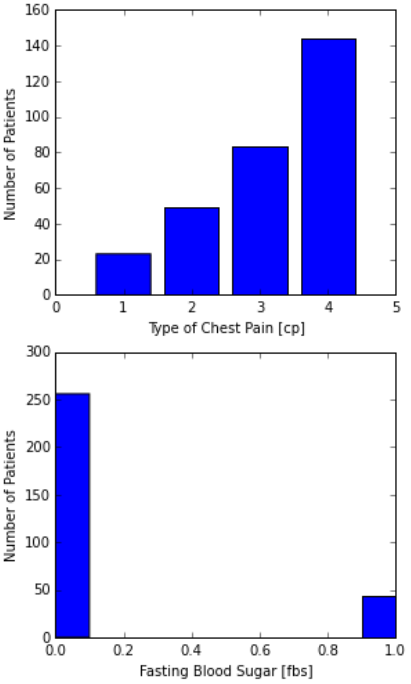 160
140
120
100
80
60
40
20
0
Number of Patients
0 1 2 3 4 5
Type of Chest Pain [cp]
300
250
200
150
100
50
0
Number of Patients
0.0 0.2 0.4 0.6 0.8 1.0
Fasting Blood Sugar [fbs]